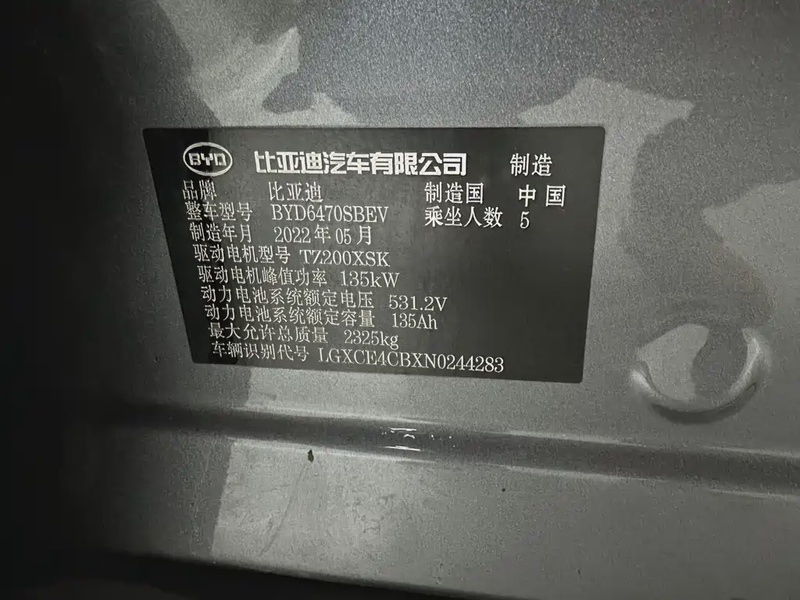 BYD 比亚迪汽车有限公司 制造
品牌 比亚迪 制造国 中国
整车型号 BYD6470SBEV 乘坐人数 5
制造年月 2022年05月
驱动电机型号 TZ200XSK
驱动电机峰值功率 135kW
动力电池系统额定电压 531.2V
动力电池系统额定容量 135Ah
最大允许总质量 2325kg
车辆识别代号 LGXCE4CBXN0244283